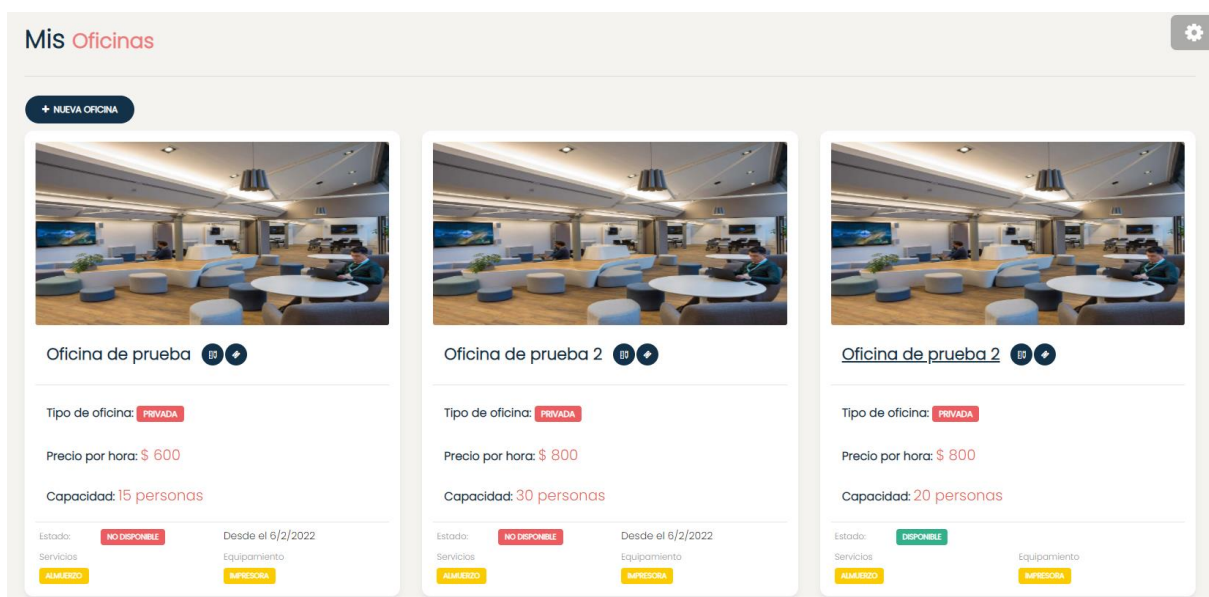 Mis Oficinas
+ NUEVA OFICINA
Oficina de prueba
Tipo de oficina: PRIVADA
Precio por hora: $ 600
Capacidad: 15 personas
Estado: NO DISPONIBLE Desde el 6/2/2022
Servicios Equipamiento
ALMUERZO IMPRESORA
Oficina de prueba 2
Tipo de oficina: PRIVADA
Precio por hora: $ 800
Capacidad: 30 personas
Estado: NO DISPONIBLE Desde el 6/2/2022
Servicios Equipamiento
ALMUERZO IMPRESORA
Oficina de prueba 2
Tipo de oficina: PRIVADA
Precio por hora: $ 800
Capacidad: 20 personas
Estado: DISPONIBLE
Servicios Equipamiento
ALMUERZO IMPRESORA